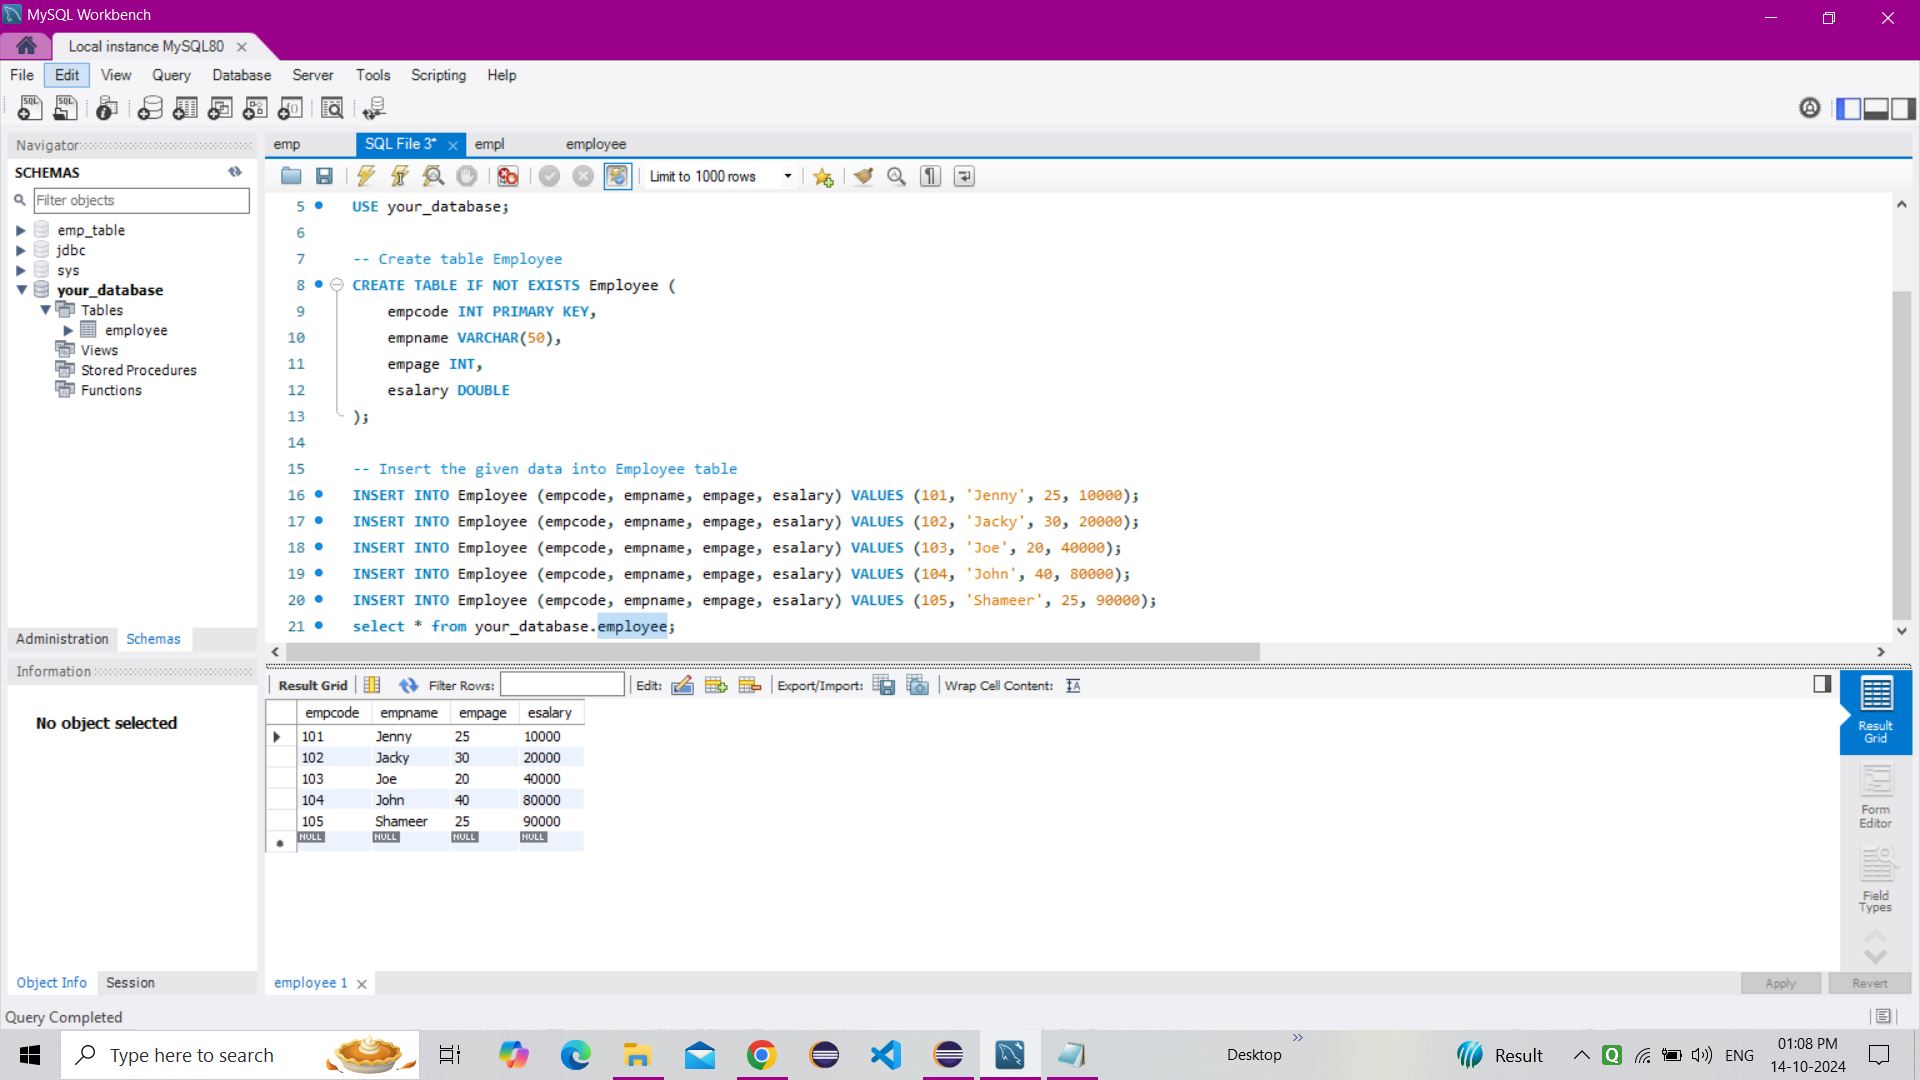 MySQL Workbench
Local instance MySQL80
File Edit View Query Database Server Tools Scripting Help
Navigator
SCHEMAS
Filter objects
emp_table
jdbc
sys
your_database
Tables
employee
Views
Stored Procedures
Functions
Administration Schemas
Information
No object selected
Object Info Session
emp SQL File 3* empl employee
Limit to 1000 rows
5 USE your_database;
6
7 -- Create table Employee
8 CREATE TABLE IF NOT EXISTS Employee (
9 empcode INT PRIMARY KEY,
10 empname VARCHAR(50),
11 empage INT,
12 esalary DOUBLE
13 );
14
15 -- Insert the given data into Employee table
16 INSERT INTO Employee (empcode, empname, empage, esalary) VALUES (101, 'Jenny', 25, 10000);
17 INSERT INTO Employee (empcode, empname, empage, esalary) VALUES (102, 'Jacky', 30, 20000);
18 INSERT INTO Employee (empcode, empname, empage, esalary) VALUES (103, 'Joe', 20, 40000);
19 INSERT INTO Employee (empcode, empname, empage, esalary) VALUES (104, 'John', 40, 80000);
20 INSERT INTO Employee (empcode, empname, empage, esalary) VALUES (105, 'Shameer', 25, 90000);
21 select * from your_database.employee;
Result Grid Filter Rows: Edit: Export/Import: Wrap Cell Content:
empcode empname empage esalary
101 Jenny 25 10000
102 Jacky 30 20000
103 Joe 20 40000
104 John 40 80000
105 Shameer 25 90000
NULL NULL NULL NULL
Result
Grid
Form
Editor
Field
Types
employee 1
Apply Revert
Query Completed
Type here to search
Desktop
Result
ENG
01:08 PM
14-10-2024